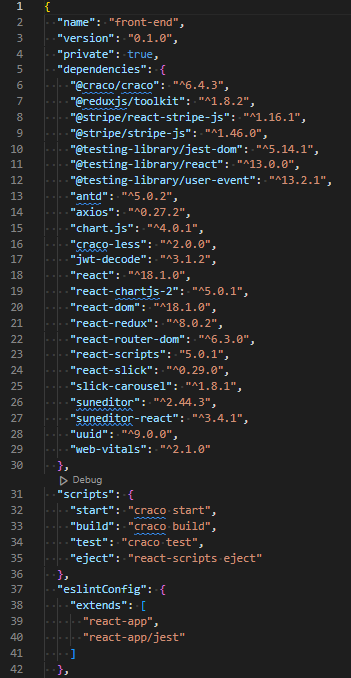 1 {
2 "name": "front-end",
3 "version": "0.1.0",
4 "private": true,
5 "dependencies": {
6 "@craco/craco": "^6.4.3",
7 "@reduxjs/toolkit": "^1.8.2",
8 "@stripe/react-stripe-js": "^1.16.1",
9 "@stripe/stripe-js": "^1.46.0",
10 "@testing-library/jest-dom": "^5.14.1",
11 "@testing-library/react": "^13.0.0",
12 "@testing-library/user-event": "^13.2.1",
13 "antd": "^5.0.2",
14 "axios": "^0.27.2",
15 "chart.js": "^4.0.1",
16 "craco-less": "^2.0.0",
17 "jwt-decode": "^3.1.2",
18 "react": "^18.1.0",
19 "react-chartjs-2": "^5.0.1",
20 "react-dom": "^18.1.0",
21 "react-redux": "^8.0.2",
22 "react-router-dom": "^6.3.0",
23 "react-scripts": "5.0.1",
24 "react-slick": "^0.29.0",
25 "slick-carousel": "^1.8.1",
26 "suneditor": "^2.44.3",
27 "suneditor-react": "^3.4.1",
28 "uuid": "^9.0.0",
29 "web-vitals": "^2.1.0"
30 },
Debug
31 "scripts": {
32 "start": "craco start",
33 "build": "craco build",
34 "test": "craco test",
35 "eject": "react-scripts eject"
36 },
37 "eslintConfig": {
38 "extends": [
39 "react-app",
40 "react-app/jest"
41 ]
42 },